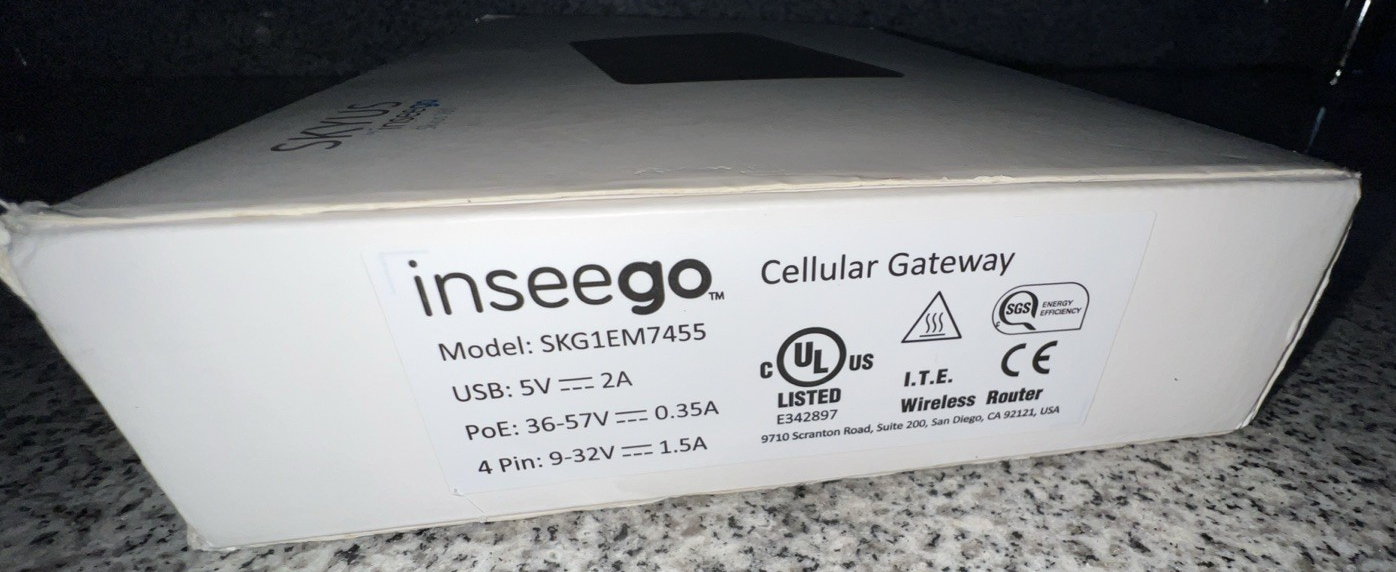 SKYUS
inseego
inseego™
Cellular Gateway
Model: SKG1EM7455
USB: 5V ⎓ 2A
PoE: 36-57V ⎓ 0.35A
4 Pin: 9-32V ⎓ 1.5A
C UL US
LISTED
E342897
SGS ENERGY
EFFICIENCY
CE
I.T.E.
Wireless Router
9710 Scranton Road, Suite 200, San Diego, CA 92121, USA